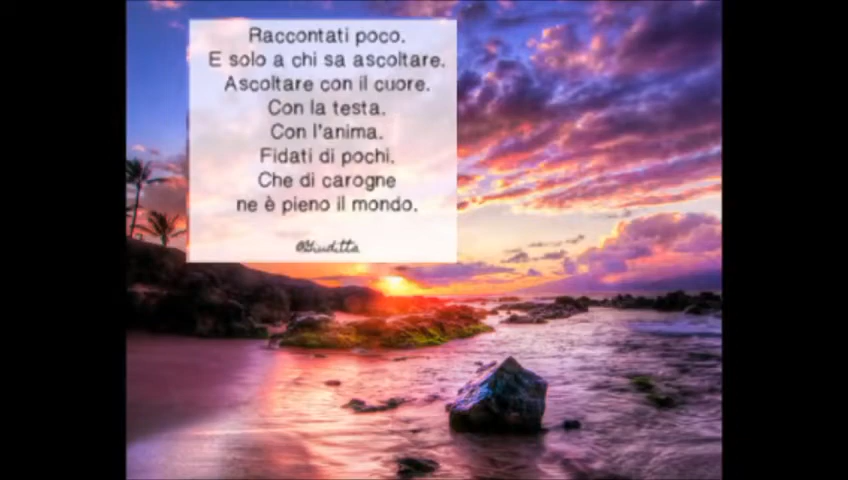 Raccontati poco.
E solo a chi sa ascoltare.
Ascoltare con il cuore.
Con la testa.
Con l'anima.
Fidati di pochi.
Che di carogne
ne è pieno il mondo.
@Giuditta